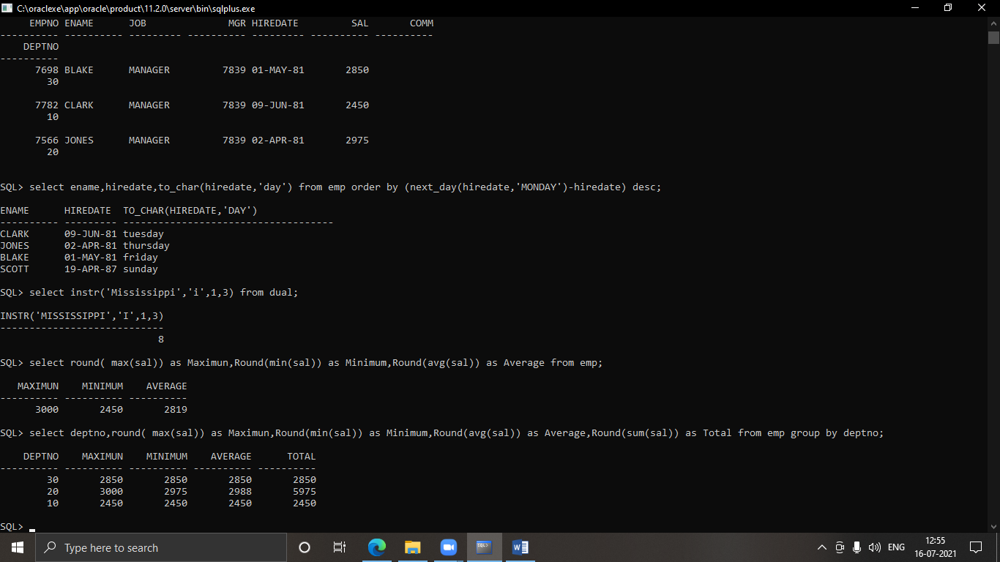 C:\oraclexe\app\oracle\product\11.2.0\server\bin\sqlplus.exe
     EMPNO ENAME      JOB              MGR HIREDATE         SAL       COMM
---------- ---------- --------- ---------- --------- ---------- ----------
    DEPTNO
----------
      7698 BLAKE      MANAGER         7839 01-MAY-81       2850
        30
      7782 CLARK      MANAGER         7839 09-JUN-81       2450
        10
      7566 JONES      MANAGER         7839 02-APR-81       2975
        20
SQL> select ename,hiredate,to_char(hiredate,'day') from emp order by (next_day(hiredate,'MONDAY')-hiredate) desc;
ENAME      HIREDATE  TO_CHAR(HIREDATE,'DAY')
---------- --------- ------------------------------------
CLARK      09-JUN-81 tuesday
JONES      02-APR-81 thursday
BLAKE      01-MAY-81 friday
SCOTT      19-APR-87 sunday
SQL> select instr('Mississippi','i',1,3) from dual;
INSTR('MISSISSIPPI','I',1,3)
----------------------------
                           8
SQL> select round( max(sal)) as Maximun,Round(min(sal)) as Minimum,Round(avg(sal)) as Average from emp;
   MAXIMUN    MINIMUM    AVERAGE
---------- ---------- ----------
      3000       2450       2819
SQL> select deptno,round( max(sal)) as Maximun,Round(min(sal)) as Minimum,Round(avg(sal)) as Average,Round(sum(sal)) as Total from emp group by deptno;
    DEPTNO    MAXIMUN    MINIMUM    AVERAGE      TOTAL
---------- ---------- ---------- ---------- ----------
        30       2850       2850       2850       2850
        20       3000       2975       2988       5975
        10       2450       2450       2450       2450
SQL>
Type here to search
SQL>
W
ENG
12:55
16-07-2021